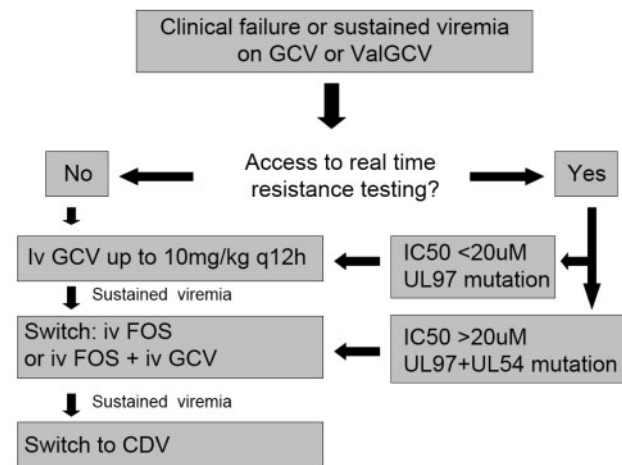 Clinical failure or sustained viremia
on GCV or ValGCV
Access to real time
resistance testing?
No
Yes
Iv GCV up to 10mg/kg q12h
IC50 <20uM
UL97 mutation
Sustained viremia
Switch: iv FOS
or iv FOS + iv GCV
IC50 >20uM
UL97+UL54 mutation
Sustained viremia
Switch to CDV